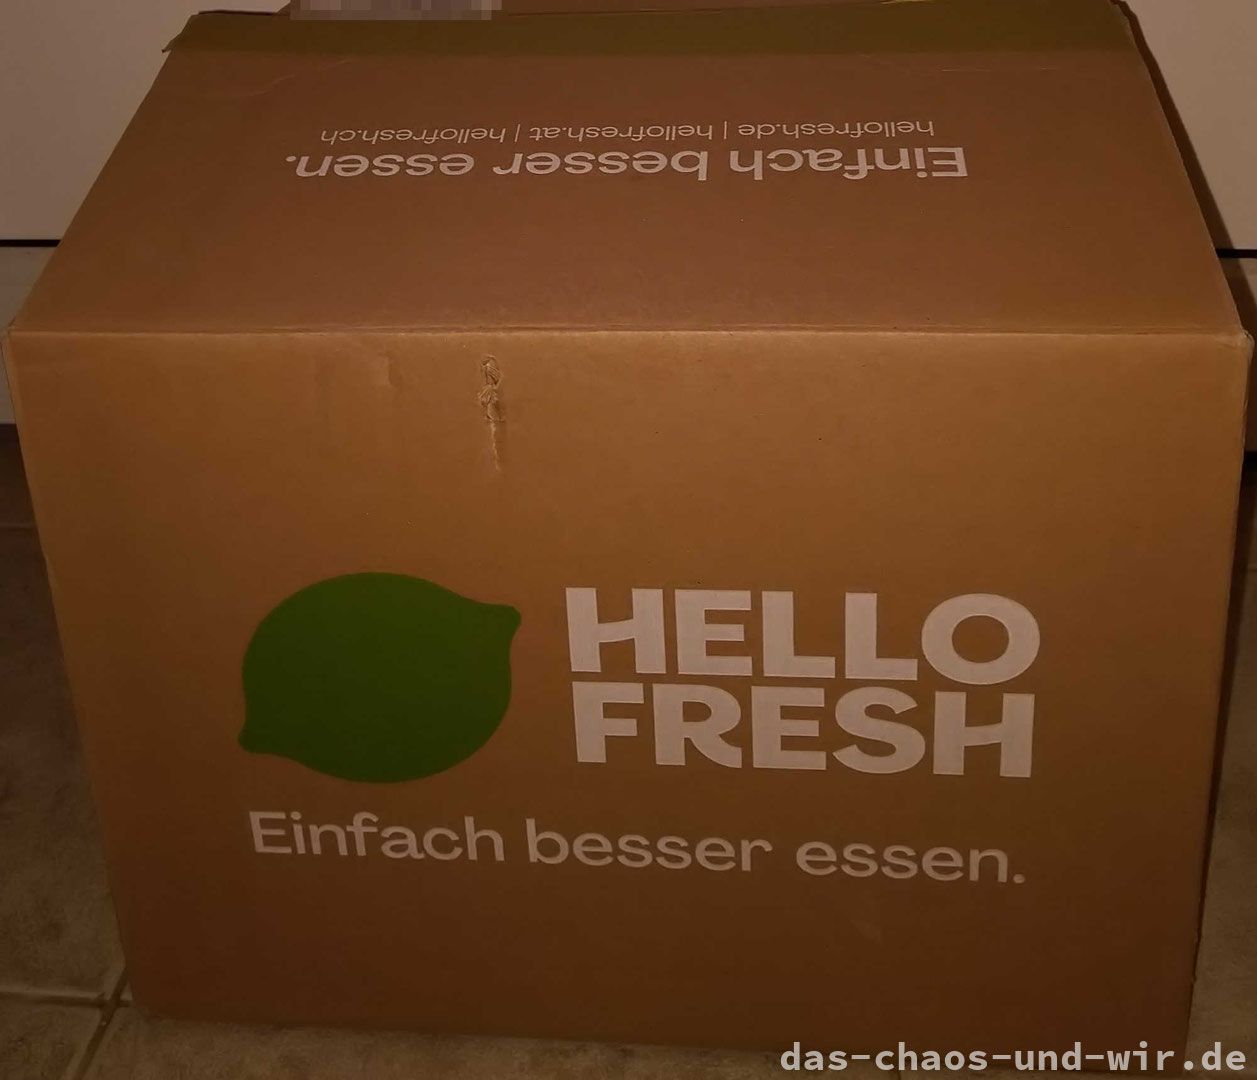 Einfach besser essen.
hellofresh.de | hellofresh.at | hellofresh.ch
HELLO
FRESH
Einfach besser essen.
das-chaos-und-wir.de